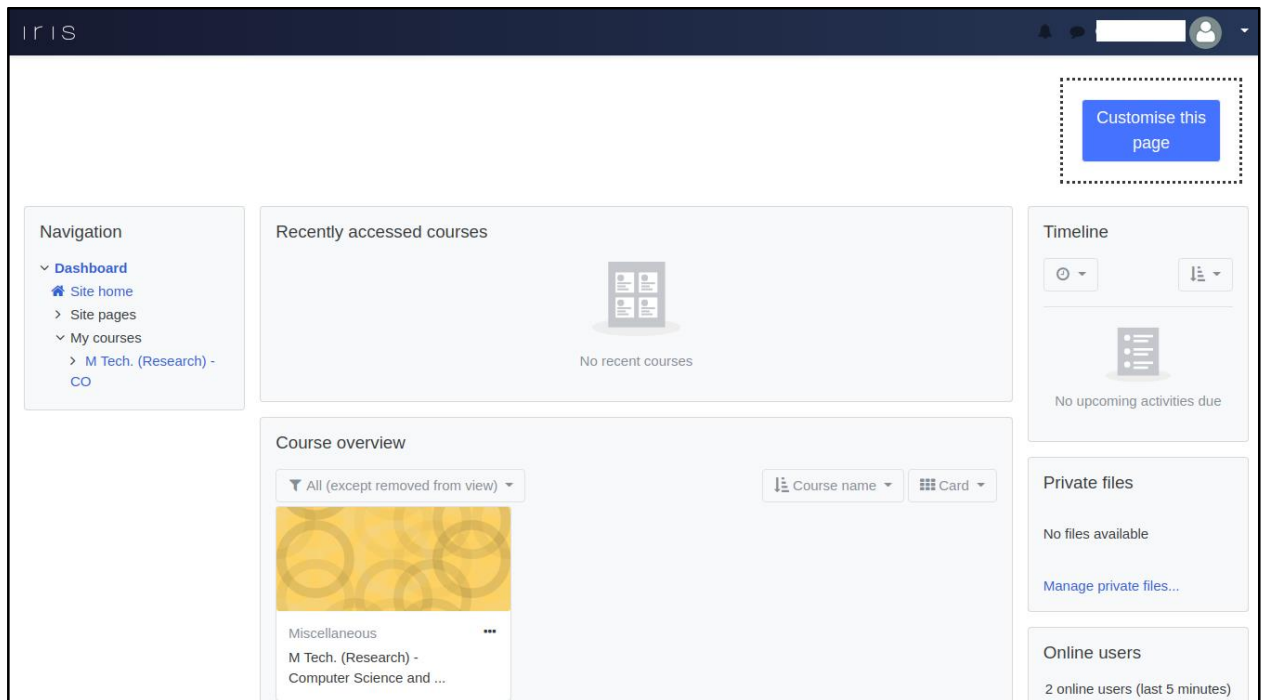 iris
Customise this
page
Navigation
Dashboard
Site home
Site pages
My courses
M Tech. (Research) -
CO
Recently accessed courses
No recent courses
Course overview
All (except removed from view)
Course name
Card
Miscellaneous
M Tech. (Research) -
Computer Science and ...
Timeline
No upcoming activities due
Private files
No files available
Manage private files...
Online users
2 online users (last 5 minutes)